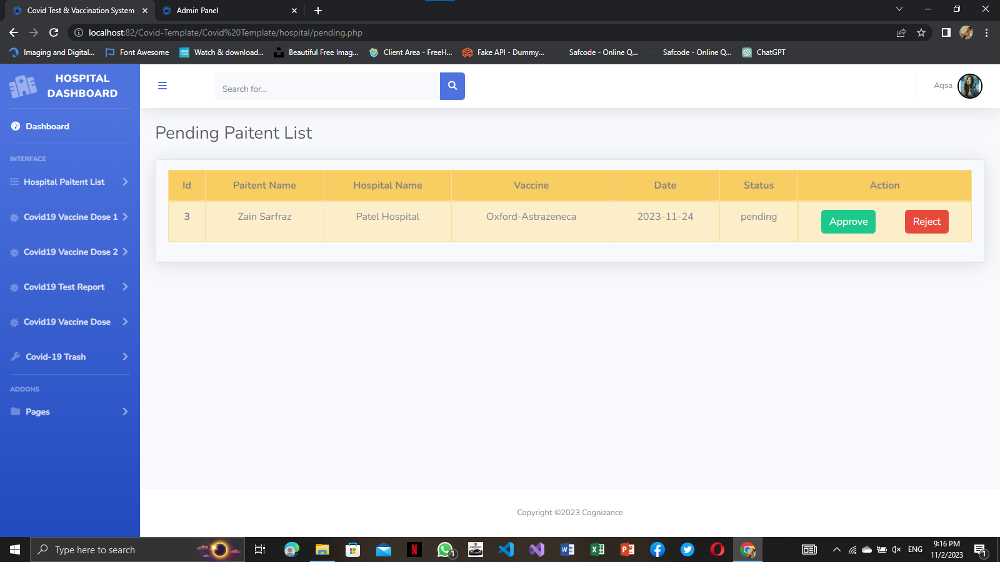 Covid Test & Vaccination System
Admin Panel
localhost:82/Covid-Template/Covid%20Template/hospital/pending.php
Imaging and Digital...
Font Awesome
Watch & download...
Beautiful Free Imag...
Client Area - FreeH...
Fake API - Dummy...
Safcode - Online Q...
Safcode - Online Q...
ChatGPT
HOSPITAL
DASHBOARD
Search for...
Aqsa
Dashboard
INTERFACE
Hospital Paitent List
Covid19 Vaccine Dose 1
Covid19 Vaccine Dose 2
Covid19 Test Report
Covid19 Vaccine Dose
Covid-19 Trash
ADDONS
Pages
Pending Paitent List
Id Paitent Name Hospital Name Vaccine Date Status Action
3 Zain Sarfraz Patel Hospital Oxford-Astrazeneca 2023-11-24 pending Approve Reject
Copyright ©2023 Cognizance
Type here to search
1
ENG
9:16 PM
11/2/2023
1